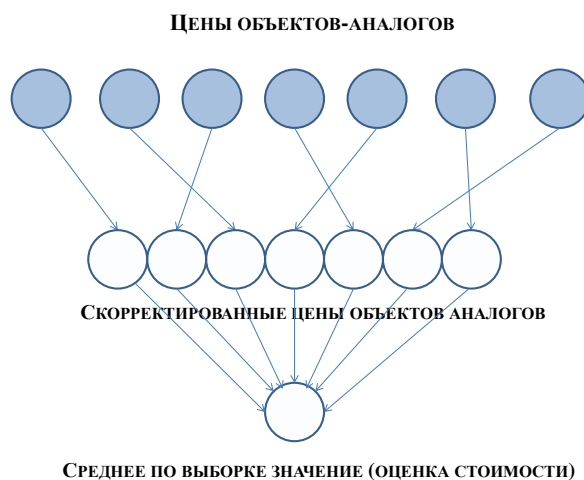 Цены объектов-аналогов
Скорректированные цены объектов аналогов
Среднее по выборке значение (оценка стоимости)